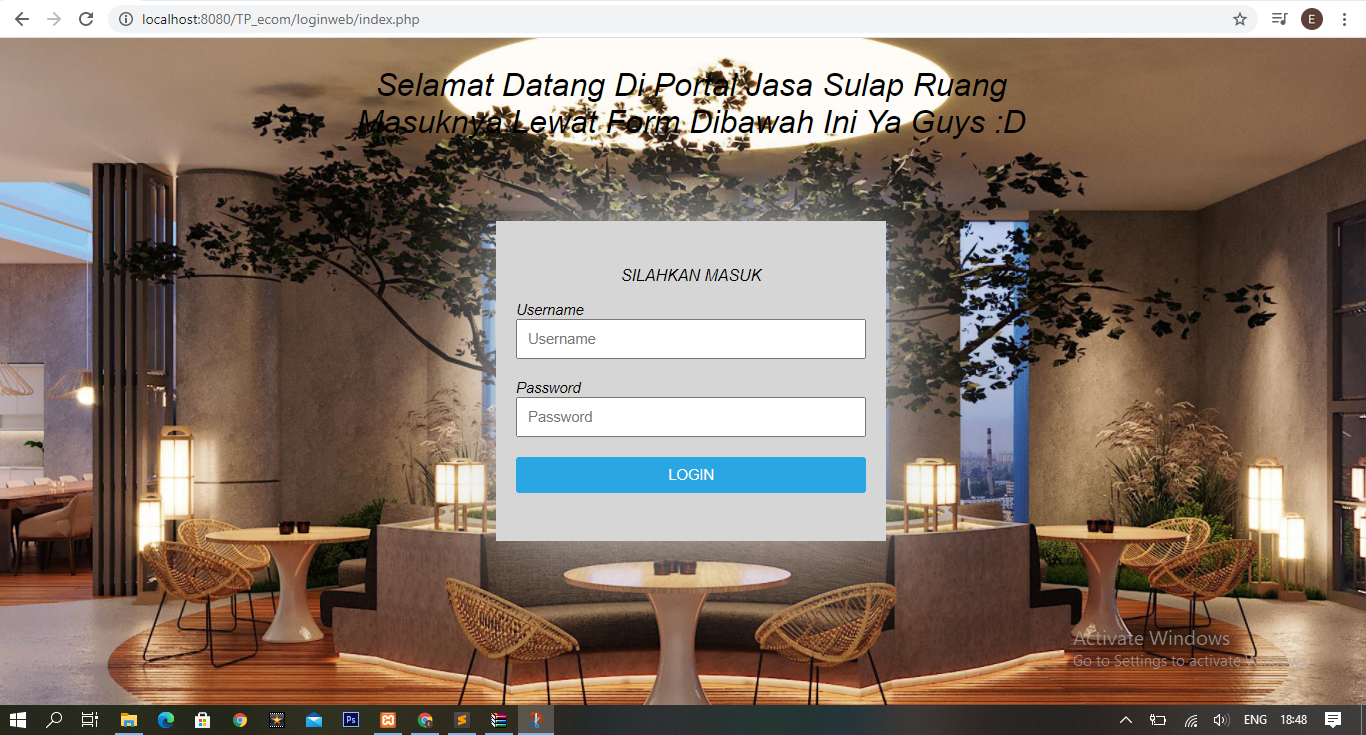 localhost:8080/TP_ecom/loginweb/index.php
E
Selamat Datang Di Portal Jasa Sulap Ruang
Masuknya Lewat Form Dibawah Ini Ya Guys :D
SILAHKAN MASUK
Username
Username
Password
Password
LOGIN
Activate Windows
Go to Settings to activate Windows.
Ps
ENG
18:48